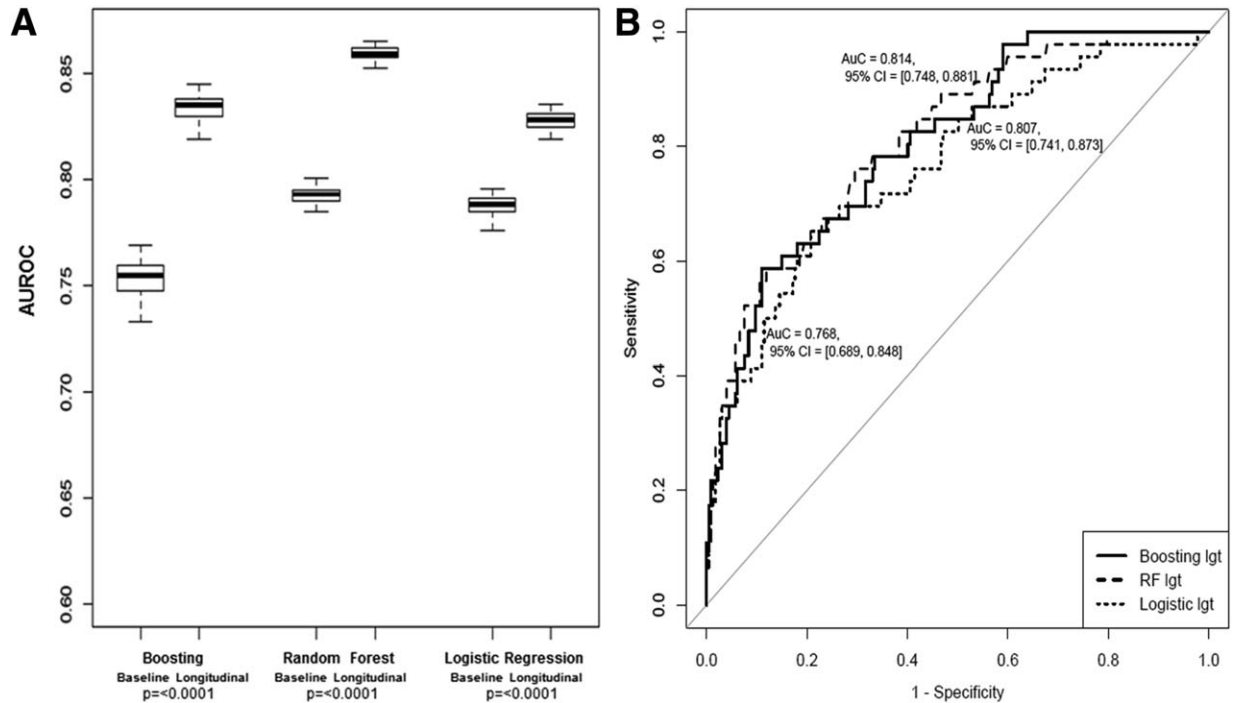 A
AUROC
0.85
0.80
0.75
0.70
0.65
0.60
Boosting
Baseline Longitudinal
p=<0.0001
Random Forest
Baseline Longitudinal
p=<0.0001
Logistic Regression
Baseline Longitudinal
p=<0.0001
B
Sensitivity
1.0
0.8
0.6
0.4
0.2
0.0
AuC = 0.814,
95% CI = [0.748, 0.881]
AuC = 0.807,
95% CI = [0.741, 0.873]
AuC = 0.768,
95% CI = [0.689, 0.848]
Boosting lgt
RF lgt
Logistic lgt
0.0 0.2 0.4 0.6 0.8 1.0
1 - Specificity